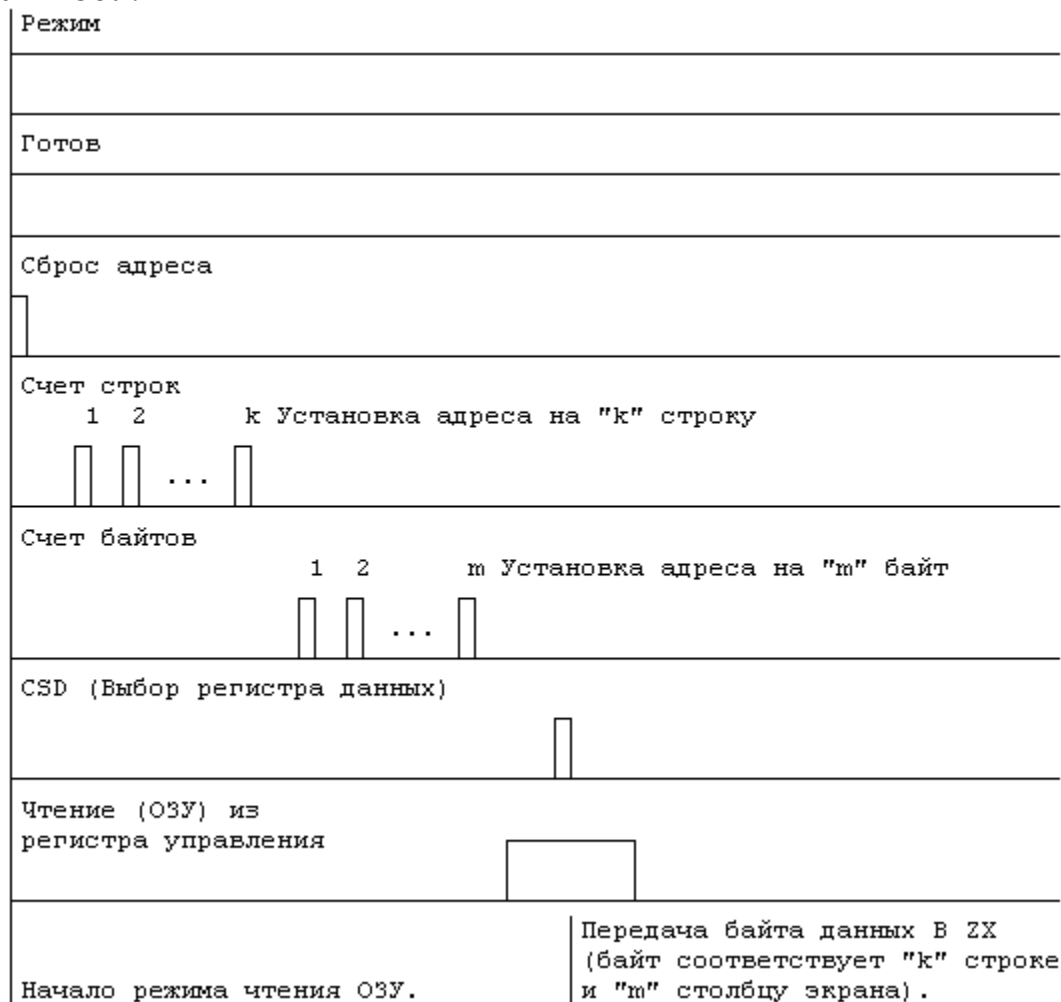 Режим
Готов
Сброс адреса
Счет строк
1 2 k Установка адреса на "k" строку
...
Счет байтов
1 2 m Установка адреса на "m" байт
...
CSD (Выбор регистра данных)
Чтение (ОЗУ) из
регистра управления
Передача байта данных В ZX
(байт соответствует "k" строке
Начало режима чтения ОЗУ. и "m" столбцу экрана).